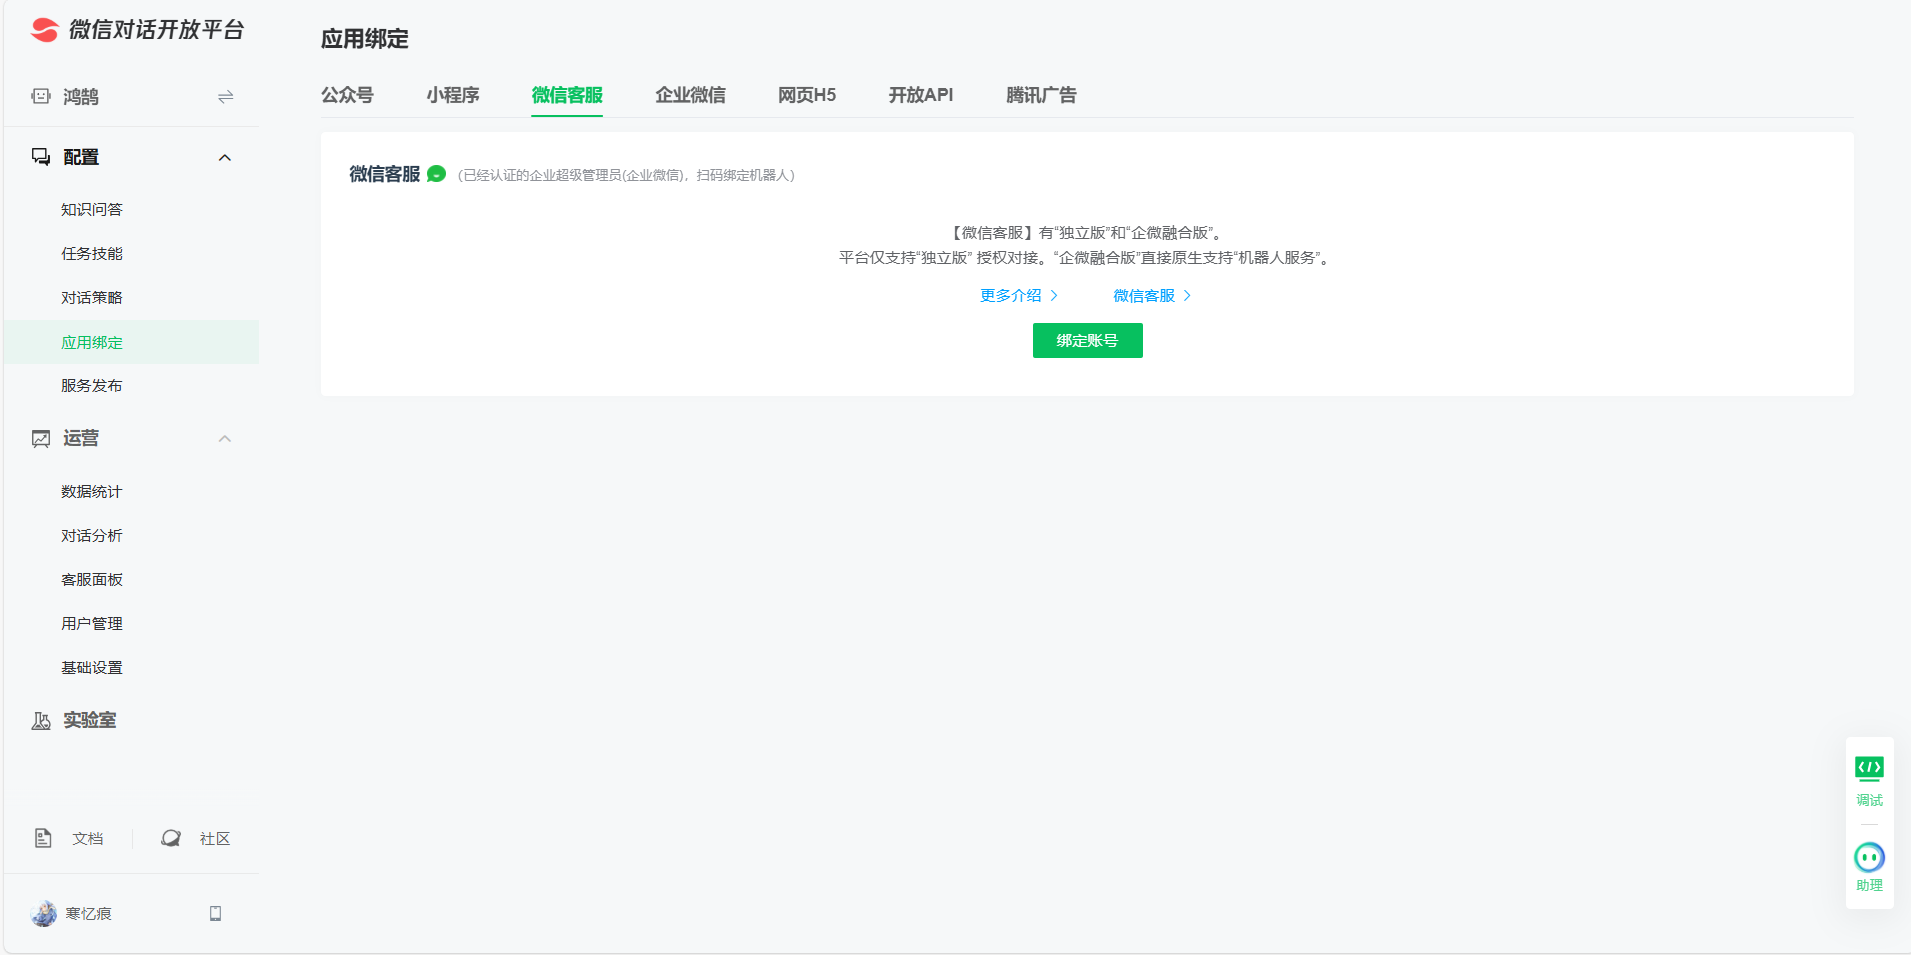 微信对话开放平台
鸿鹄
配置
知识问答
任务技能
对话策略
应用绑定
服务发布
运营
数据统计
对话分析
客服面板
用户管理
基础设置
实验室
文档
社区
寒忆痕
应用绑定
公众号 小程序 微信客服 企业微信 网页H5 开放API 腾讯广告
微信客服 (已经认证的企业超级管理员(企业微信)，扫码绑定机器人)
【微信客服】有“独立版”和“企微融合版”。
平台仅支持“独立版” 授权对接。“企微融合版”直接原生支持“机器人服务”。
更多介绍 微信客服
绑定账号
调试
助理